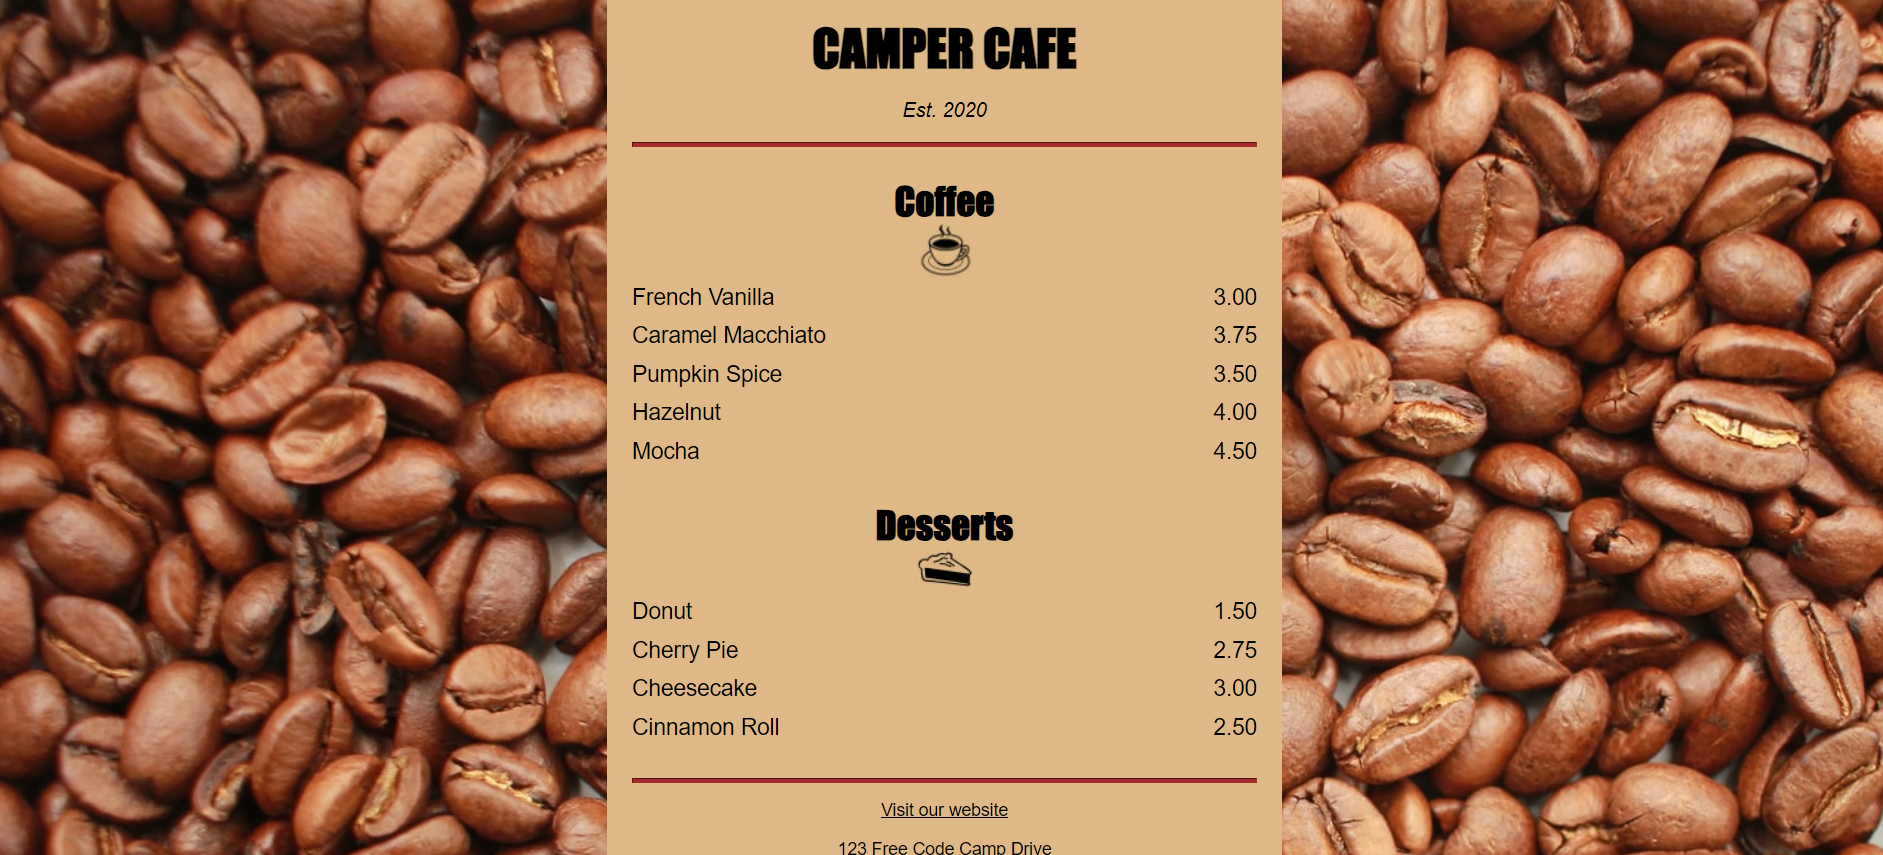 CAMPER CAFE
Est. 2020
Coffee
French Vanilla 3.00
Caramel Macchiato 3.75
Pumpkin Spice 3.50
Hazelnut 4.00
Mocha 4.50
Desserts
Donut 1.50
Cherry Pie 2.75
Cheesecake 3.00
Cinnamon Roll 2.50
Visit our website
123 Free Code Camp Drive